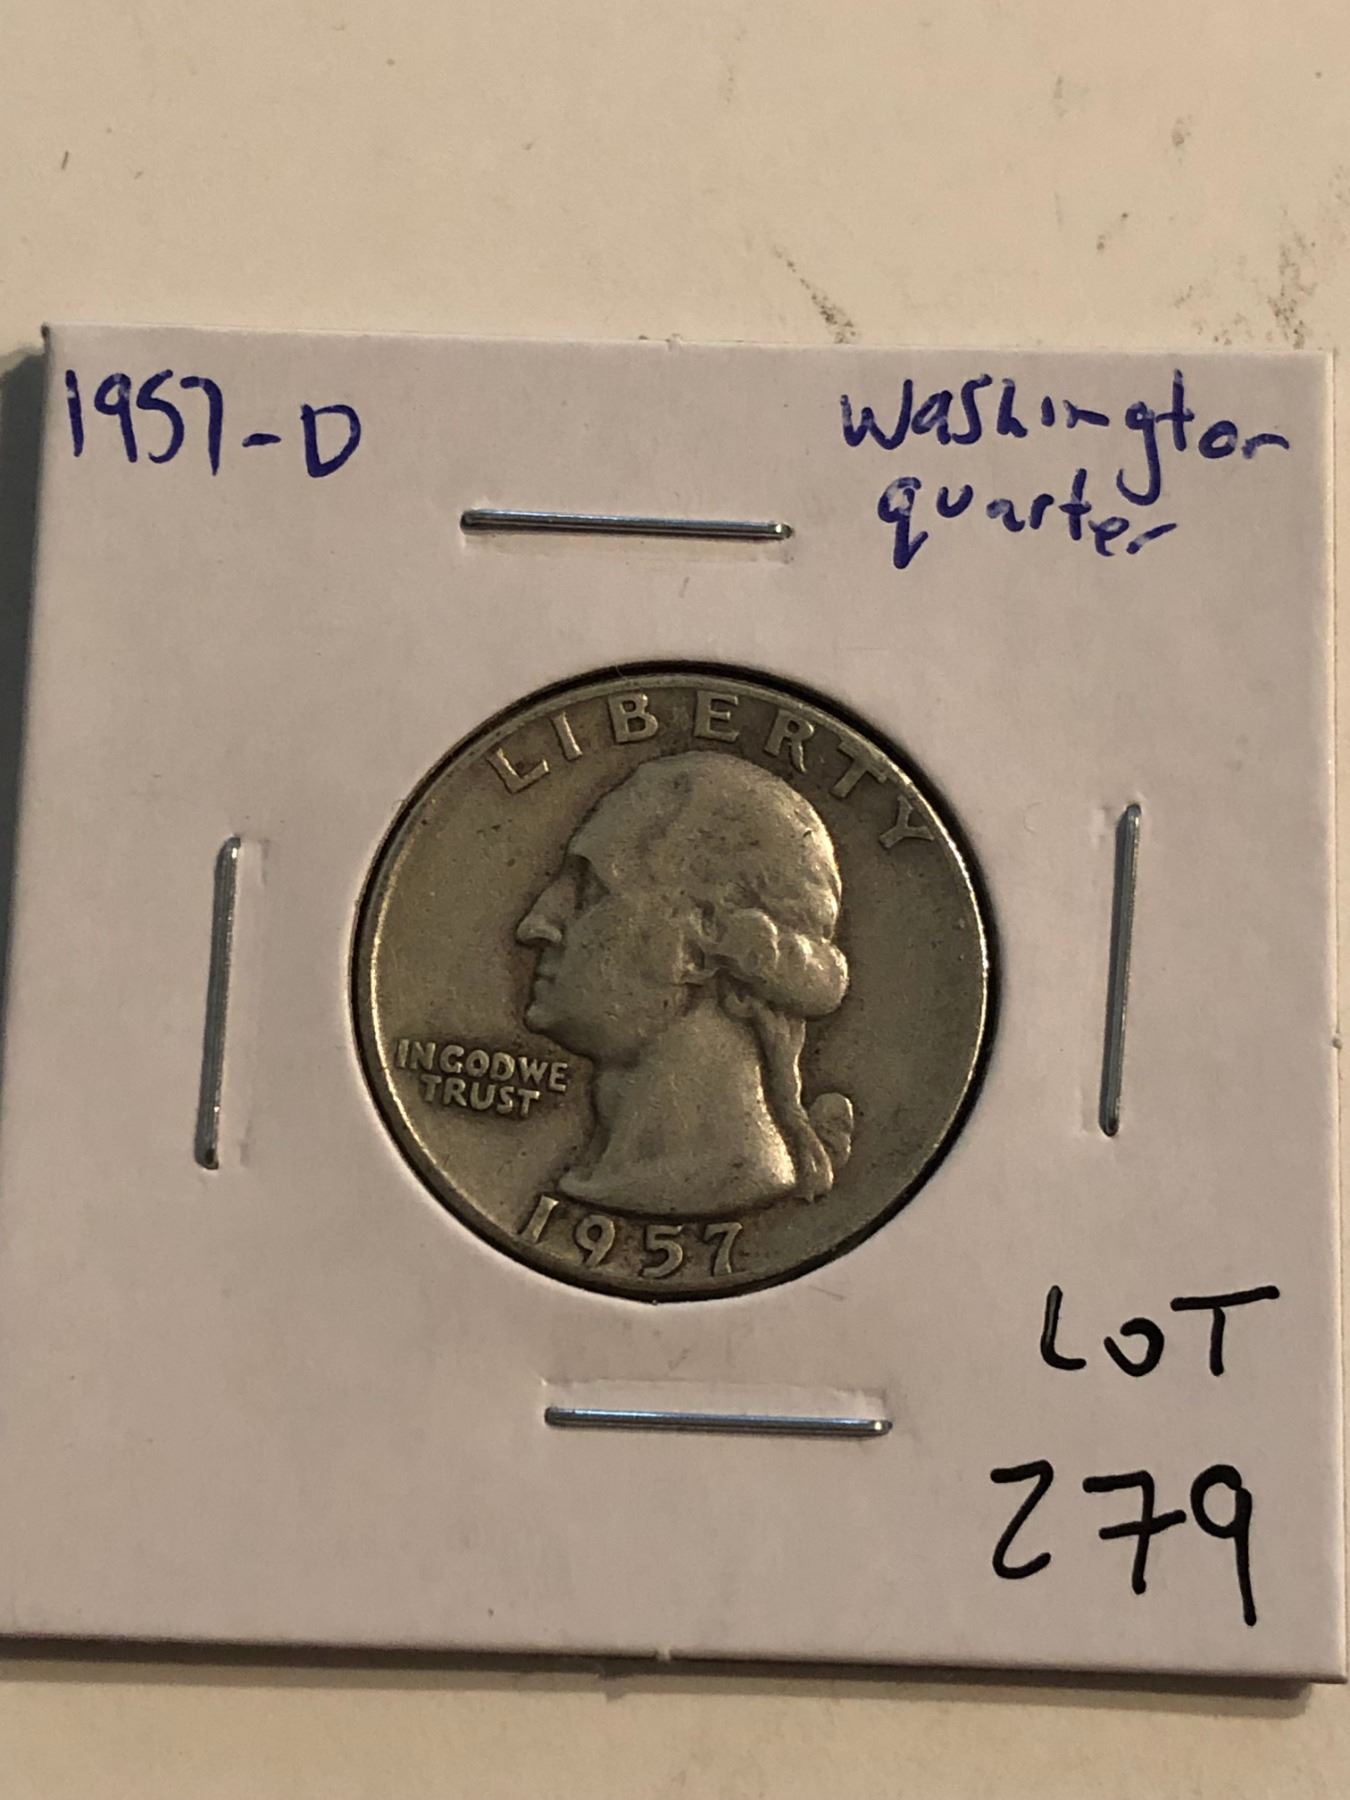 1957-D
Washington
quarter
LIBERTY
IN GOD WE
TRUST
1957
LOT
279